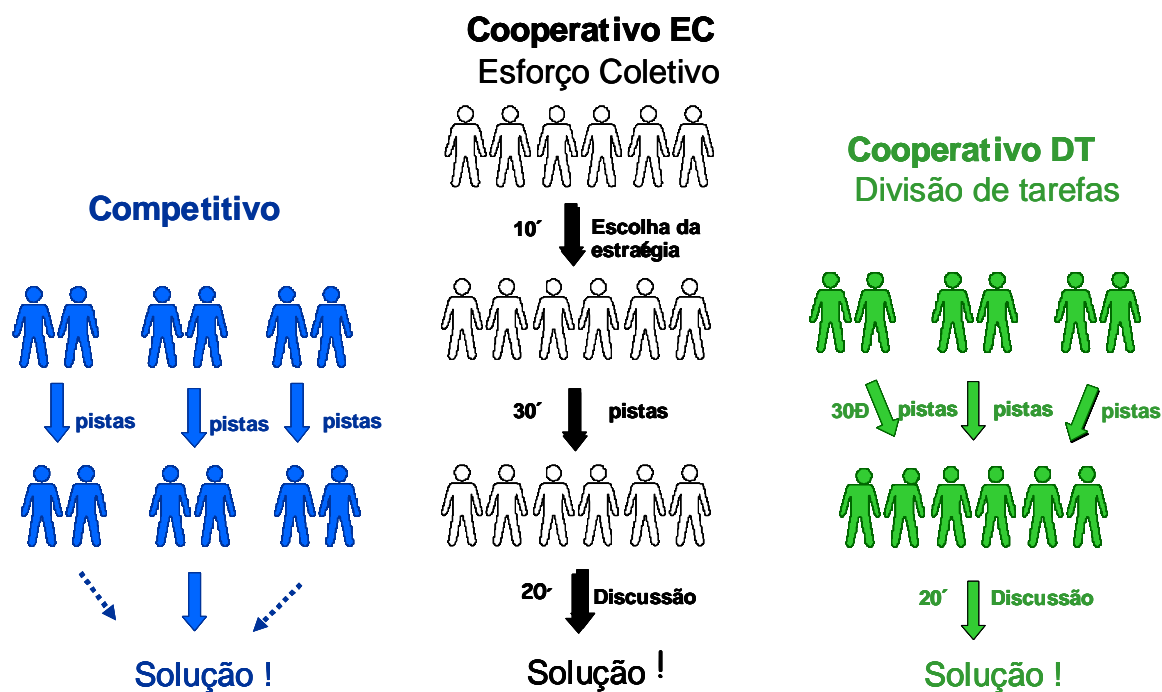 Cooperativo EC
Esforço Coletivo
10´
Escolha da
estraégia
30´
pistas
20´
Discussão
Solução !
Competitivo
pistas
pistas
pistas
Solução !
Cooperativo DT
Divisão de tarefas
30Ð
pistas
pistas
pistas
20´
Discussão
Solução !